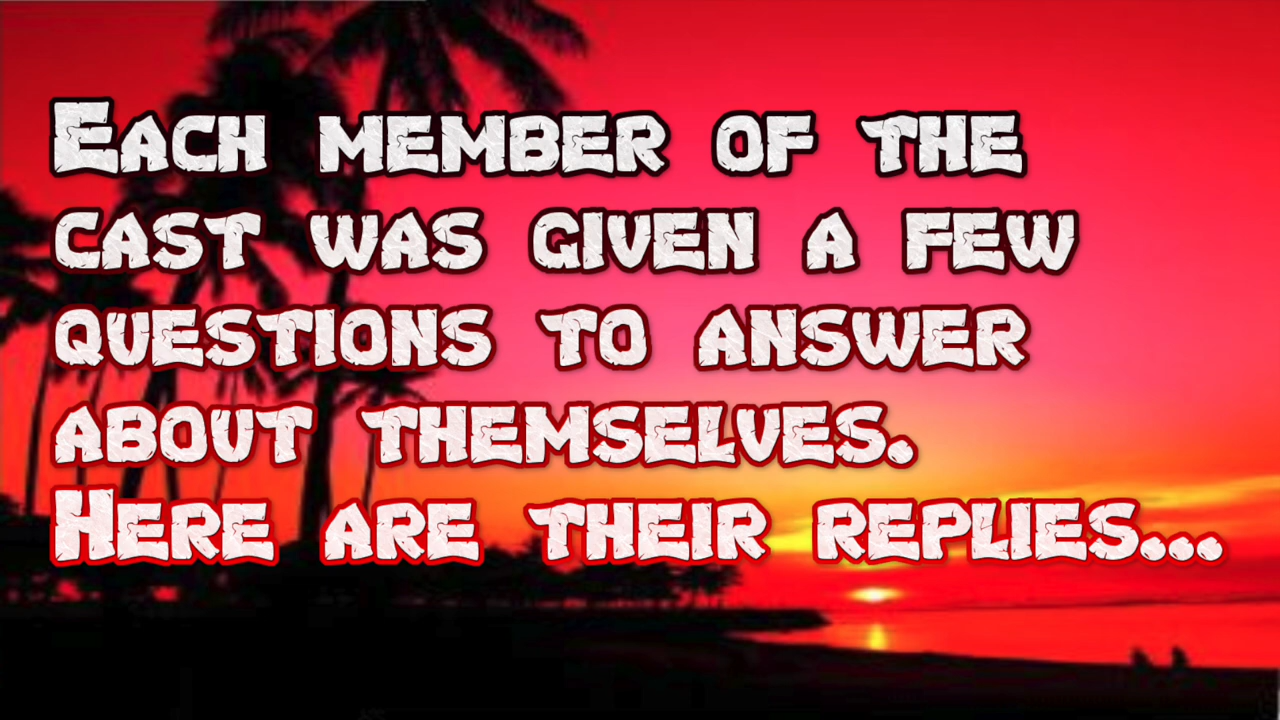 Each member of the
cast was given a few
questions to answer
about themselves.
Here are their replies...